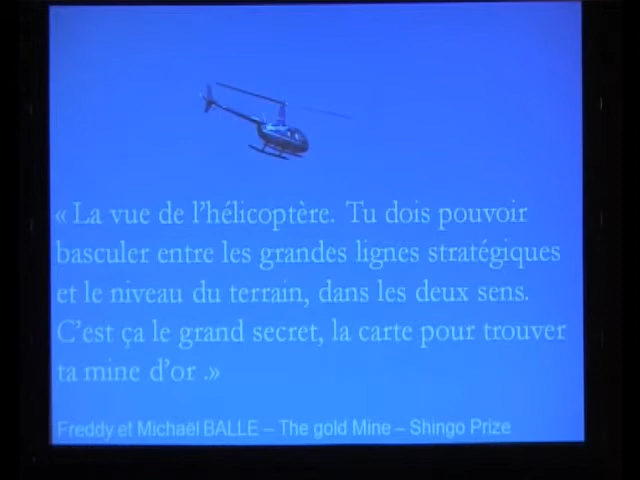 « La vue de l'hélicoptère. Tu dois pouvoir
basculer entre les grandes lignes stratégiques
et le niveau du terrain, dans les deux sens.
C'est ça le grand secret, la carte pour trouver
ta mine d'or .»
Freddy et Michaël BALLE – The gold Mine – Shingo Prize